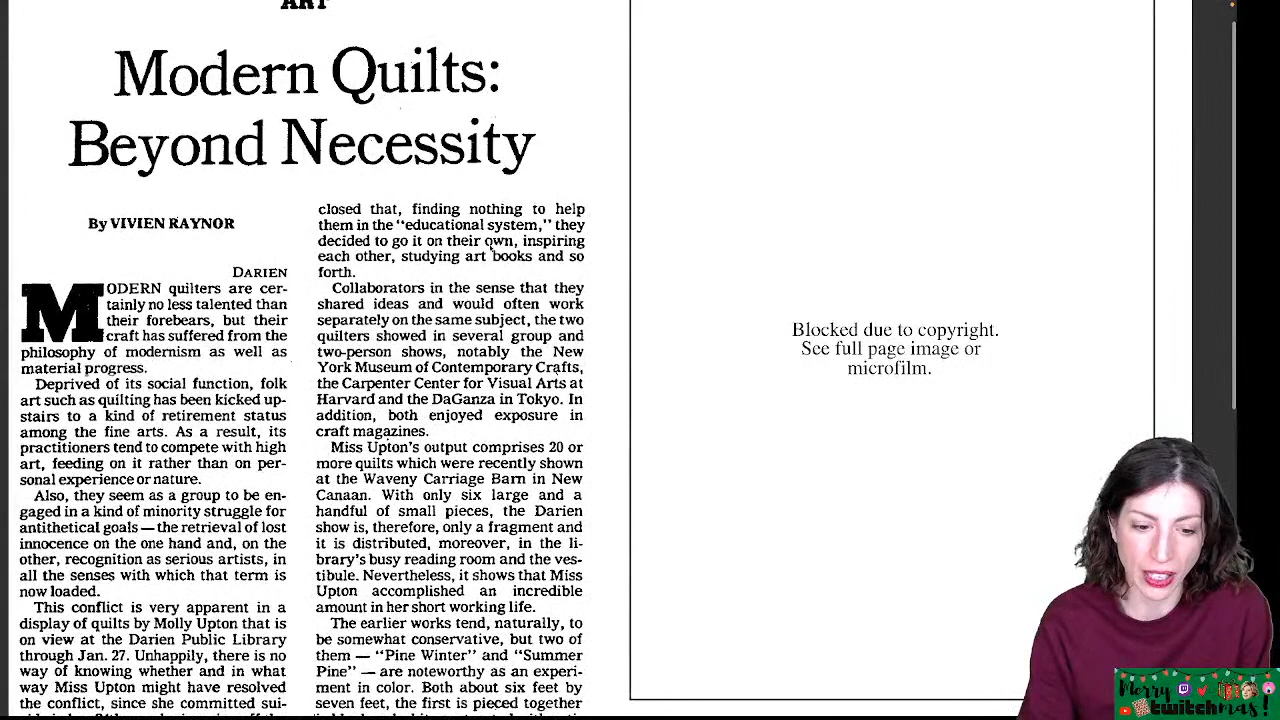 ART
Modern Quilts:
Beyond Necessity
By VIVIEN RAYNOR
DARIEN
MODERN quilters are cer-
tainly no less talented than
their forebears, but their
craft has suffered from the
philosophy of modernism as well as
material progress.
Deprived of its social function, folk
art such as quilting has been kicked up-
stairs to a kind of retirement status
among the fine arts. As a result, its
practitioners tend to compete with high
art, feeding on it rather than on per-
sonal experience or nature.
Also, they seem as a group to be en-
gaged in a kind of minority struggle for
antithetical goals — the retrieval of lost
innocence on the one hand and, on the
other, recognition as serious artists, in
all the senses with which that term is
now loaded.
This conflict is very apparent in a
display of quilts by Molly Upton that is
on view at the Darien Public Library
through Jan. 27. Unhappily, there is no
way of knowing whether and in what
way Miss Upton might have resolved
the conflict, since she committed sui-
closed that, finding nothing to help
them in the “educational system,” they
decided to go it on their own, inspiring
each other, studying art books and so
forth.
Collaborators in the sense that they
shared ideas and would often work
separately on the same subject, the two
quilters showed in several group and
two-person shows, notably the New
York Museum of Contemporary Crafts,
the Carpenter Center for Visual Arts at
Harvard and the DaGanza in Tokyo. In
addition, both enjoyed exposure in
craft magazines.
Miss Upton's output comprises 20 or
more quilts which were recently shown
at the Waveny Carriage Barn in New
Canaan. With only six large and a
handful of small pieces, the Darien
show is, therefore, only a fragment and
it is distributed, moreover, in the li-
brary's busy reading room and the ves-
tibule. Nevertheless, it shows that Miss
Upton accomplished an incredible
amount in her short working life.
The earlier works tend, naturally, to
be somewhat conservative, but two of
them — “Pine Winter” and “Summer
Pine” — are noteworthy as an experi-
ment in color. Both about six feet by
seven feet, the first is pieced together
Blocked due to copyright.
See full page image or
microfilm.
Merry
twitchmas!